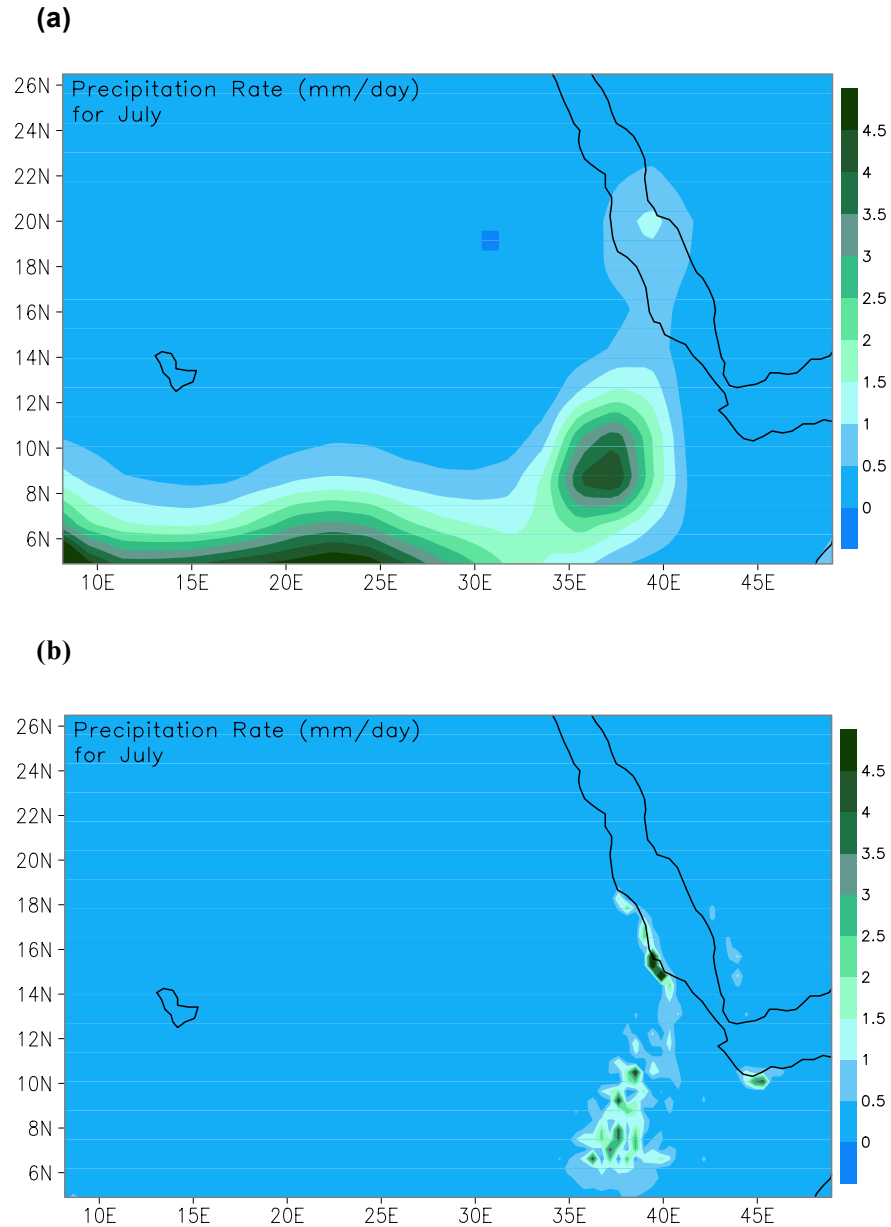 (a)
Precipitation Rate (mm/day)
for July
26N
24N
22N
20N
18N
16N
14N
12N
10N
8N
6N
10E 15E 20E 25E 30E 35E 40E 45E
4.5
4
3.5
3
2.5
2
1.5
1
0.5
0
(b)
Precipitation Rate (mm/day)
for July
26N
24N
22N
20N
18N
16N
14N
12N
10N
8N
6N
10E 15E 20E 25E 30E 35E 40E 45E
4.5
4
3.5
3
2.5
2
1.5
1
0.5
0